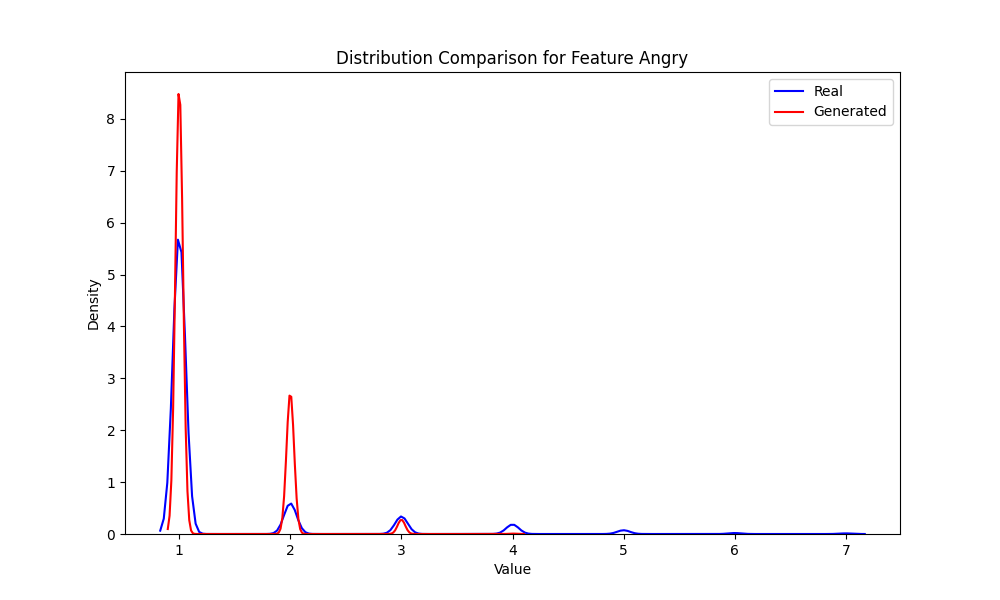 Distribution Comparison for Feature Angry
Real
Generated
8
7
6
5
4
3
2
1
0
Density
1 2 3 4 5 6 7
Value